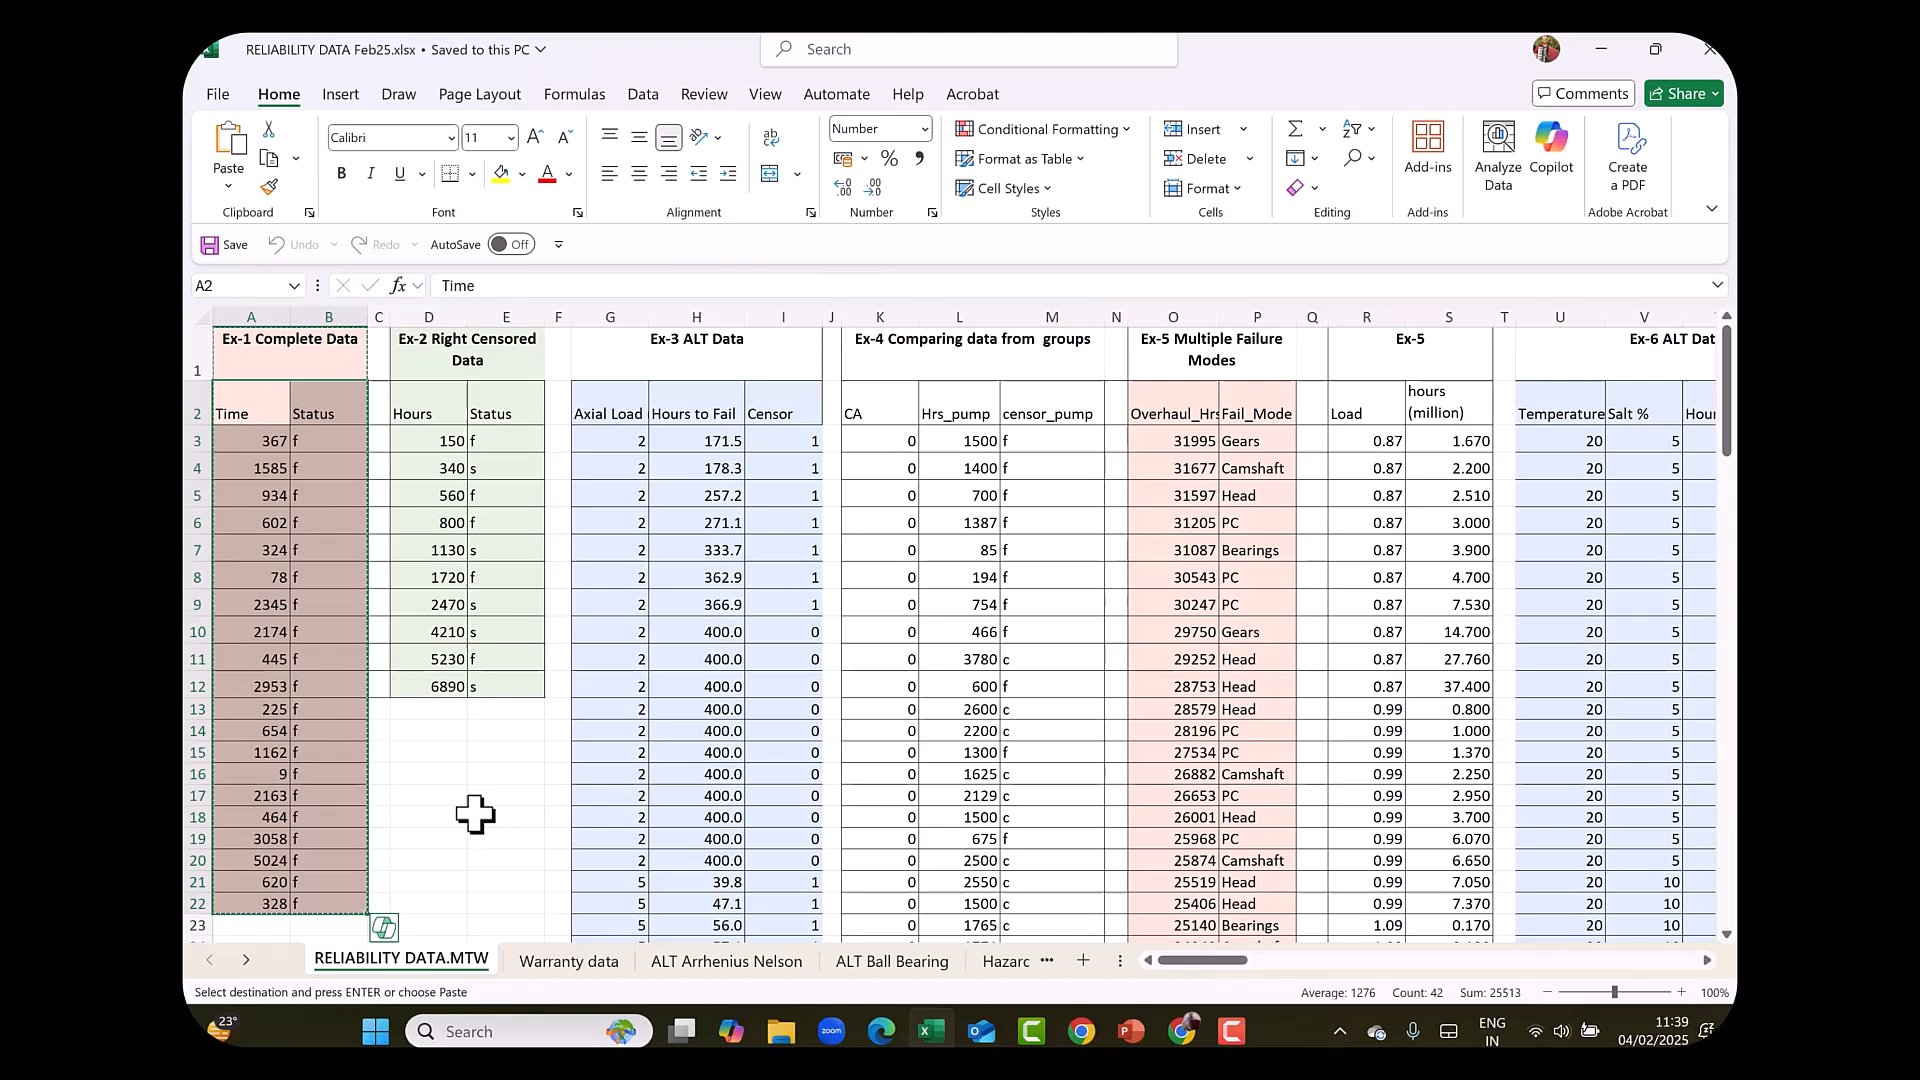 RELIABILITY DATA Feb25.xlsx • Saved to this PC
Search
File Home Insert Draw Page Layout Formulas Data Review View Automate Help Acrobat
Comments Share
Paste
Clipboard
Calibri 11
B I U
Font
ab
Alignment
Number
%
Number
Conditional Formatting
Format as Table
Cell Styles
Styles
Insert
Delete
Format
Cells
Editing
Add-ins
Add-ins
Analyze Data
Copilot
Create a PDF
Adobe Acrobat
Save Undo Redo AutoSave Off
A2 fx Time
A B C D E F G H I J K L M N O P Q R S T U V
1 Ex-1 Complete Data Ex-2 Right Censored Data Ex-3 ALT Data Ex-4 Comparing data from groups Ex-5 Multiple Failure Modes Ex-5 Ex-6 ALT Dat
2 Time Status Hours Status Axial Load Hours to Fail Censor CA Hrs_pump censor_pump Overhaul_Hrs Fail_Mode Load hours (million) Temperature Salt % Hour
3 367 f 150 f 2 171.5 1 0 1500 f 31995 Gears 0.87 1.670 20 5
4 1585 f 340 s 2 178.3 1 0 1400 f 31677 Camshaft 0.87 2.200 20 5
5 934 f 560 f 2 257.2 1 0 700 f 31597 Head 0.87 2.510 20 5
6 602 f 800 f 2 271.1 1 0 1387 f 31205 PC 0.87 3.000 20 5
7 324 f 1130 s 2 333.7 1 0 85 f 31087 Bearings 0.87 3.900 20 5
8 78 f 1720 f 2 362.9 1 0 194 f 30543 PC 0.87 4.700 20 5
9 2345 f 2470 s 2 366.9 1 0 754 f 30247 PC 0.87 7.530 20 5
10 2174 f 4210 s 2 400.0 0 0 466 f 29750 Gears 0.87 14.700 20 5
11 445 f 5230 f 2 400.0 0 0 3780 c 29252 Head 0.87 27.760 20 5
12 2953 f 6890 s 2 400.0 0 0 600 f 28753 Head 0.87 37.400 20 5
13 225 f 2 400.0 0 0 2600 c 28579 Head 0.99 0.800 20 5
14 654 f 2 400.0 0 0 2200 c 28196 PC 0.99 1.000 20 5
15 1162 f 2 400.0 0 0 1300 f 27534 PC 0.99 1.370 20 5
16 9 f 2 400.0 0 0 1625 c 26882 Camshaft 0.99 2.250 20 5
17 2163 f 2 400.0 0 0 2129 c 26653 PC 0.99 2.950 20 5
18 464 f 2 400.0 0 0 1500 c 26001 Head 0.99 3.700 20 5
19 3058 f 2 400.0 0 0 675 f 25968 PC 0.99 6.070 20 5
20 5024 f 2 400.0 0 0 2500 c 25874 Camshaft 0.99 6.650 20 5
21 620 f 5 39.8 1 0 2550 c 25519 Head 0.99 7.050 20 10
22 328 f 5 47.1 1 0 1500 c 25406 Head 0.99 7.370 20 10
23 5 56.0 1 0 1765 c 25140 Bearings 1.09 0.170 20 10
RELIABILITY DATA.MTW Warranty data ALT Arrhenius Nelson ALT Ball Bearing Hazarc
Select destination and press ENTER or choose Paste Average: 1276 Count: 42 Sum: 25513 100%
23° Search zoom ENG IN 11:39 04/02/2025